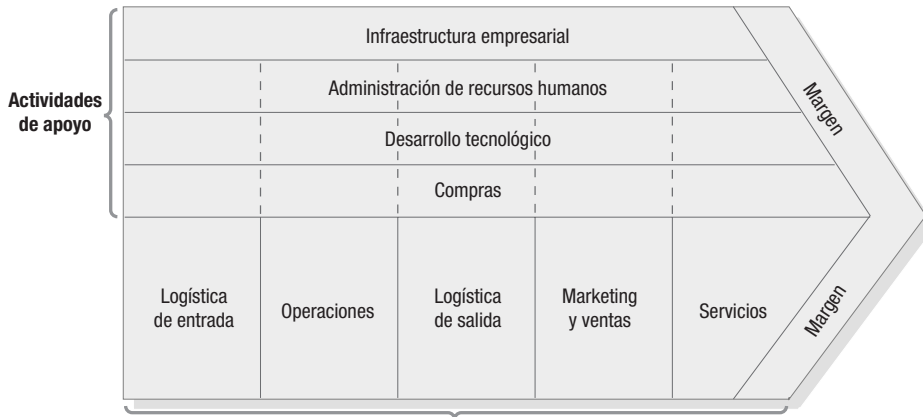 Infraestructura empresarial
Actividades
de apoyo
Administración de recursos humanos
Desarrollo tecnológico
Compras
Margen
Logística
de entrada
Operaciones
Logística
de salida
Marketing
y ventas
Servicios
Margen